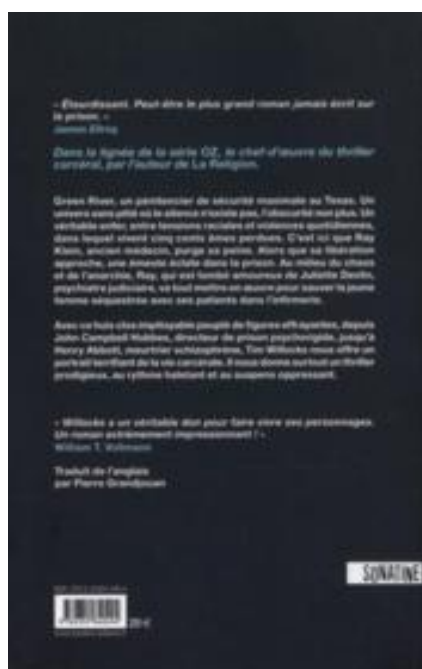 « Étourdissant. Peut-être le plus grand roman jamais écrit sur
la prison. »
James Ellroy
Dans la lignée de la série OZ, le chef-d'œuvre du thriller
carcéral, par l'auteur de La Religion.
Green River, un pénitencier de sécurité maximale au Texas. Un
univers sans pitié où le silence n'existe pas, l'obscurité non plus. Un
véritable enfer, entre tensions raciales et violences quotidiennes,
dans lequel vivent cinq cents âmes perdues. C'est ici que Ray
Klein, ancien médecin, purge sa peine. Alors que sa libération
approche, une émeute éclate dans la prison. Au milieu du chaos
et de l'anarchie, Ray, qui est tombé amoureux de Juliette Devlin,
psychiatre judiciaire, va tout mettre en œuvre pour sauver la jeune
femme séquestrée avec ses patients dans l'infirmerie.
Avec ce huis clos impitoyable peuplé de figures effrayantes, depuis
John Campbell Hobbes, directeur de prison psychorigide, jusqu'à
Henry Abbott, meurtrier schizophrène, Tim Willocks nous offre un
portrait terrifiant de la vie carcérale. Il nous donne surtout un thriller
prodigieux, au rythme haletant et au suspens oppressant.
« Willocks a un véritable don pour faire vivre ses personnages.
Un roman extrêmement impressionnant ! »
William T. Vollmann
Traduit de l'anglais
par Pierre Grandjouan
SONATINE
20 €